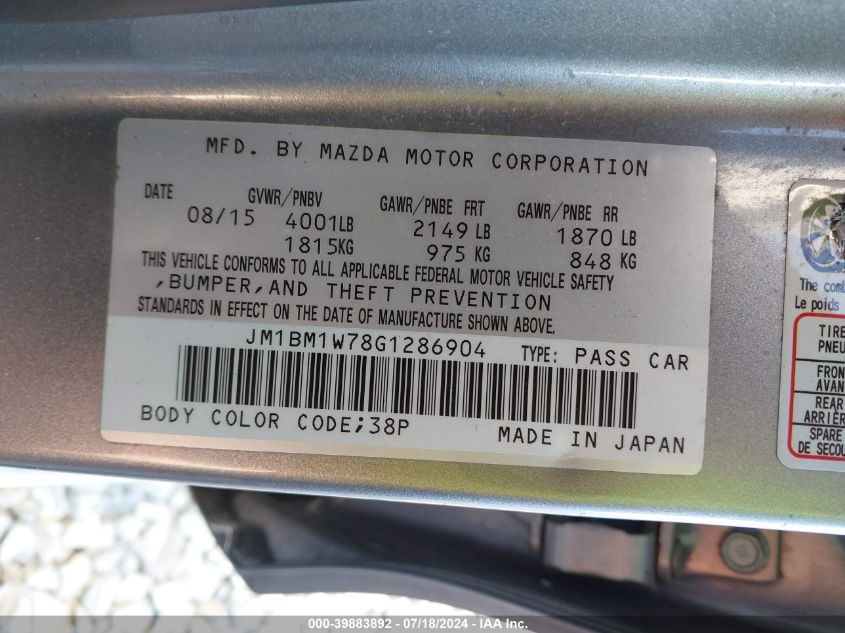 MFD. BY MAZDA MOTOR CORPORATION
DATE GVWR/PNBV GAWR/PNBE FRT GAWR/PNBE RR
08/15 4001LB 2149 LB 1870 LB
1815KG 975 KG 848 KG
THIS VEHICLE CONFORMS TO ALL APPLICABLE FEDERAL MOTOR VEHICLE SAFETY
,BUMPER,AND THEFT PREVENTION
STANDARDS IN EFFECT ON THE DATE OF MANUFACTURE SHOWN ABOVE.
JM1BM1W78G1286904 TYPE: PASS CAR
BODY COLOR CODE;38P MADE IN JAPAN
The
Le poids
TIRE
PNEU
FRON
AVAN
REAR
ARRIÈR
SPARE
DE SECOU
000-39883892 - 07/18/2024 - IAA Inc.